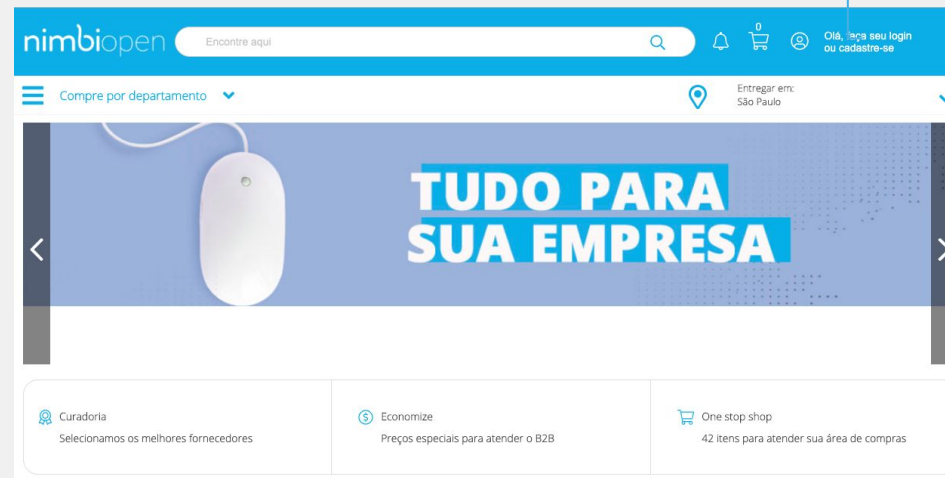 nimbiopen
Encontre aqui
0
Olá, faça seu login
ou cadastre-se
Compre por departamento
Entregar em:
São Paulo
TUDO PARA
SUA EMPRESA
Curadoria
Selecionamos os melhores fornecedores
Economize
Preços especiais para atender o B2B
One stop shop
42 itens para atender sua área de compras